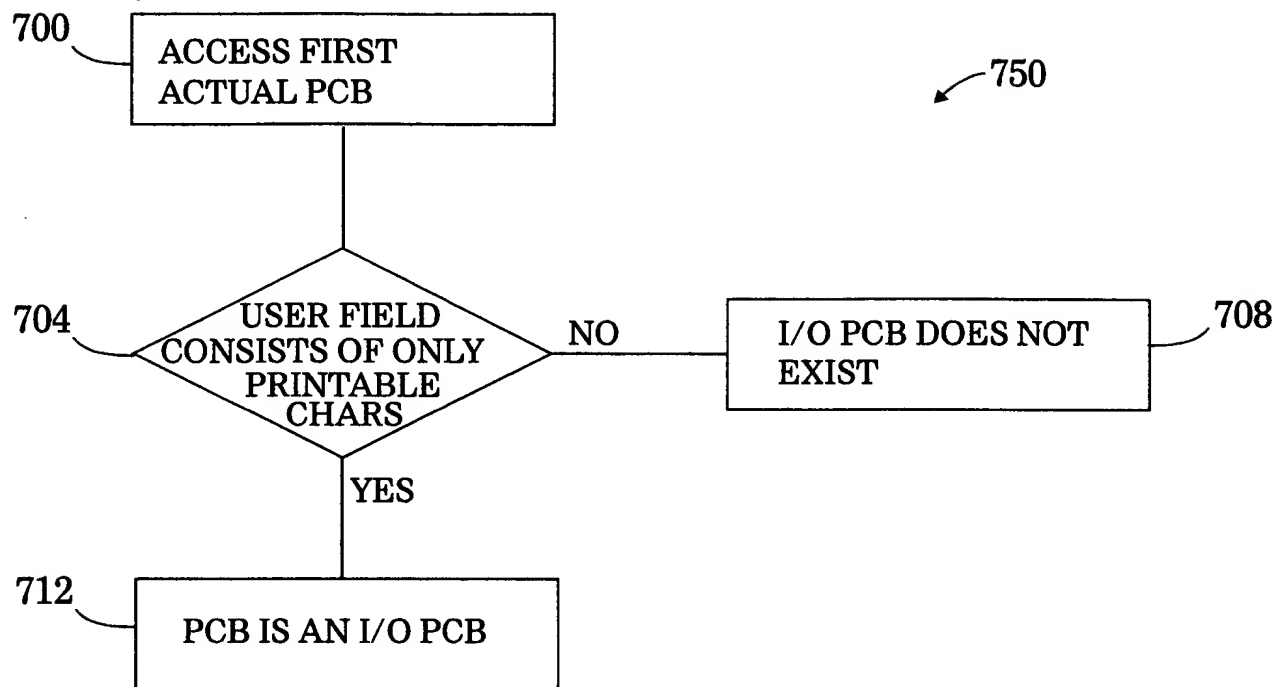 700
ACCESS FIRST
ACTUAL PCB
750
704
USER FIELD
CONSISTS OF ONLY
PRINTABLE
CHARS
NO
I/O PCB DOES NOT
EXIST
708
YES
712
PCB IS AN I/O PCB